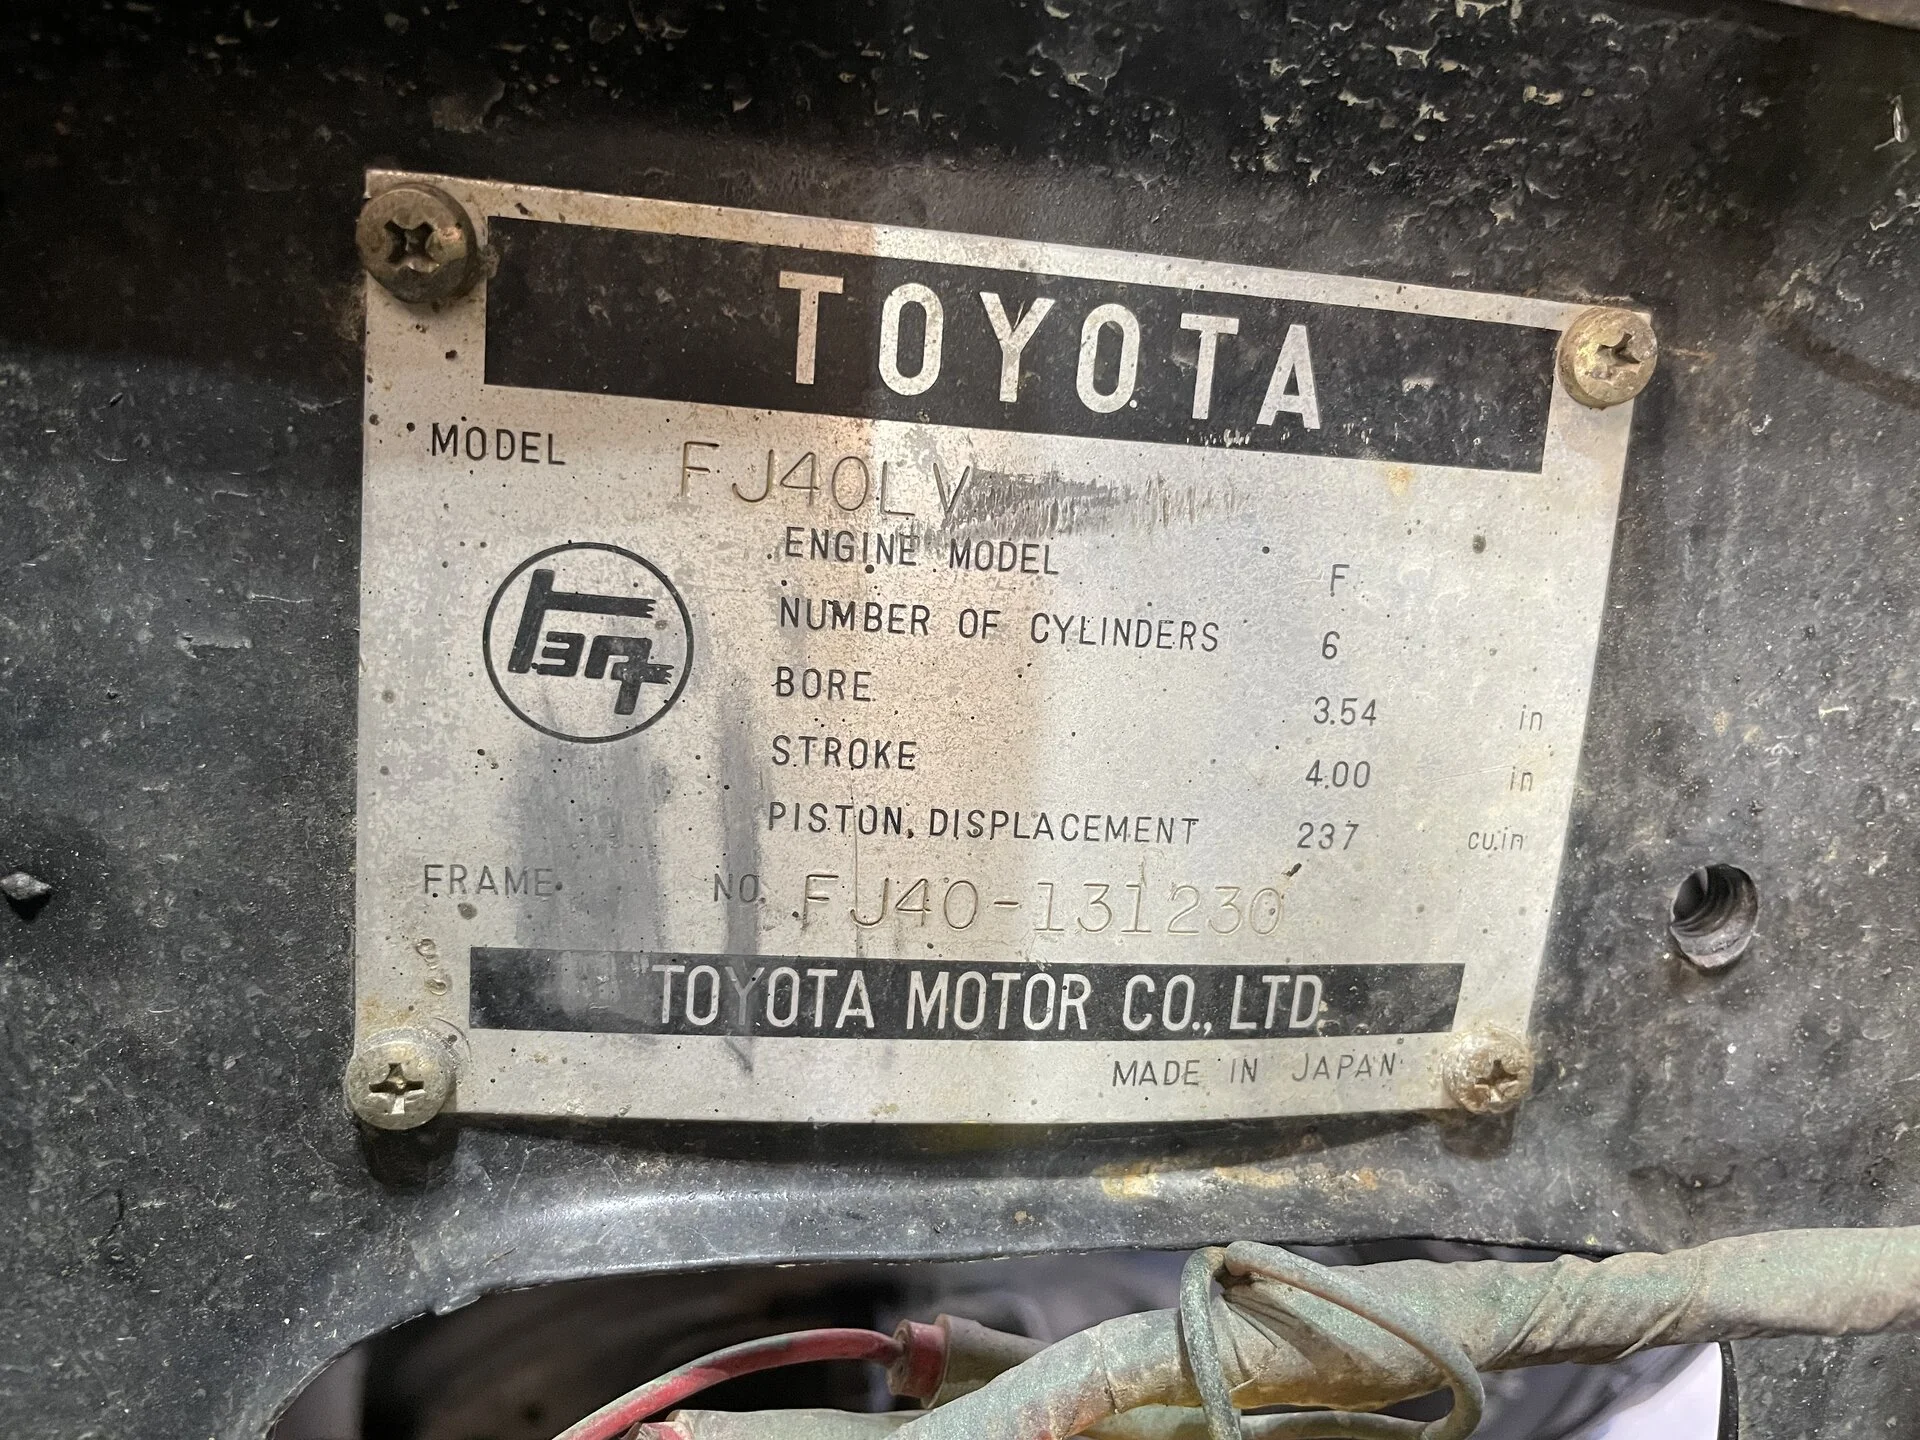 TOYOTA
MODEL FJ40LV
ENGINE MODEL F
NUMBER OF CYLINDERS 6
BORE 3.54 in
STROKE 4.00 in
PISTON DISPLACEMENT 237 cu.in
FRAME NO. FJ40-131230
TOYOTA MOTOR CO., LTD.
MADE IN JAPAN